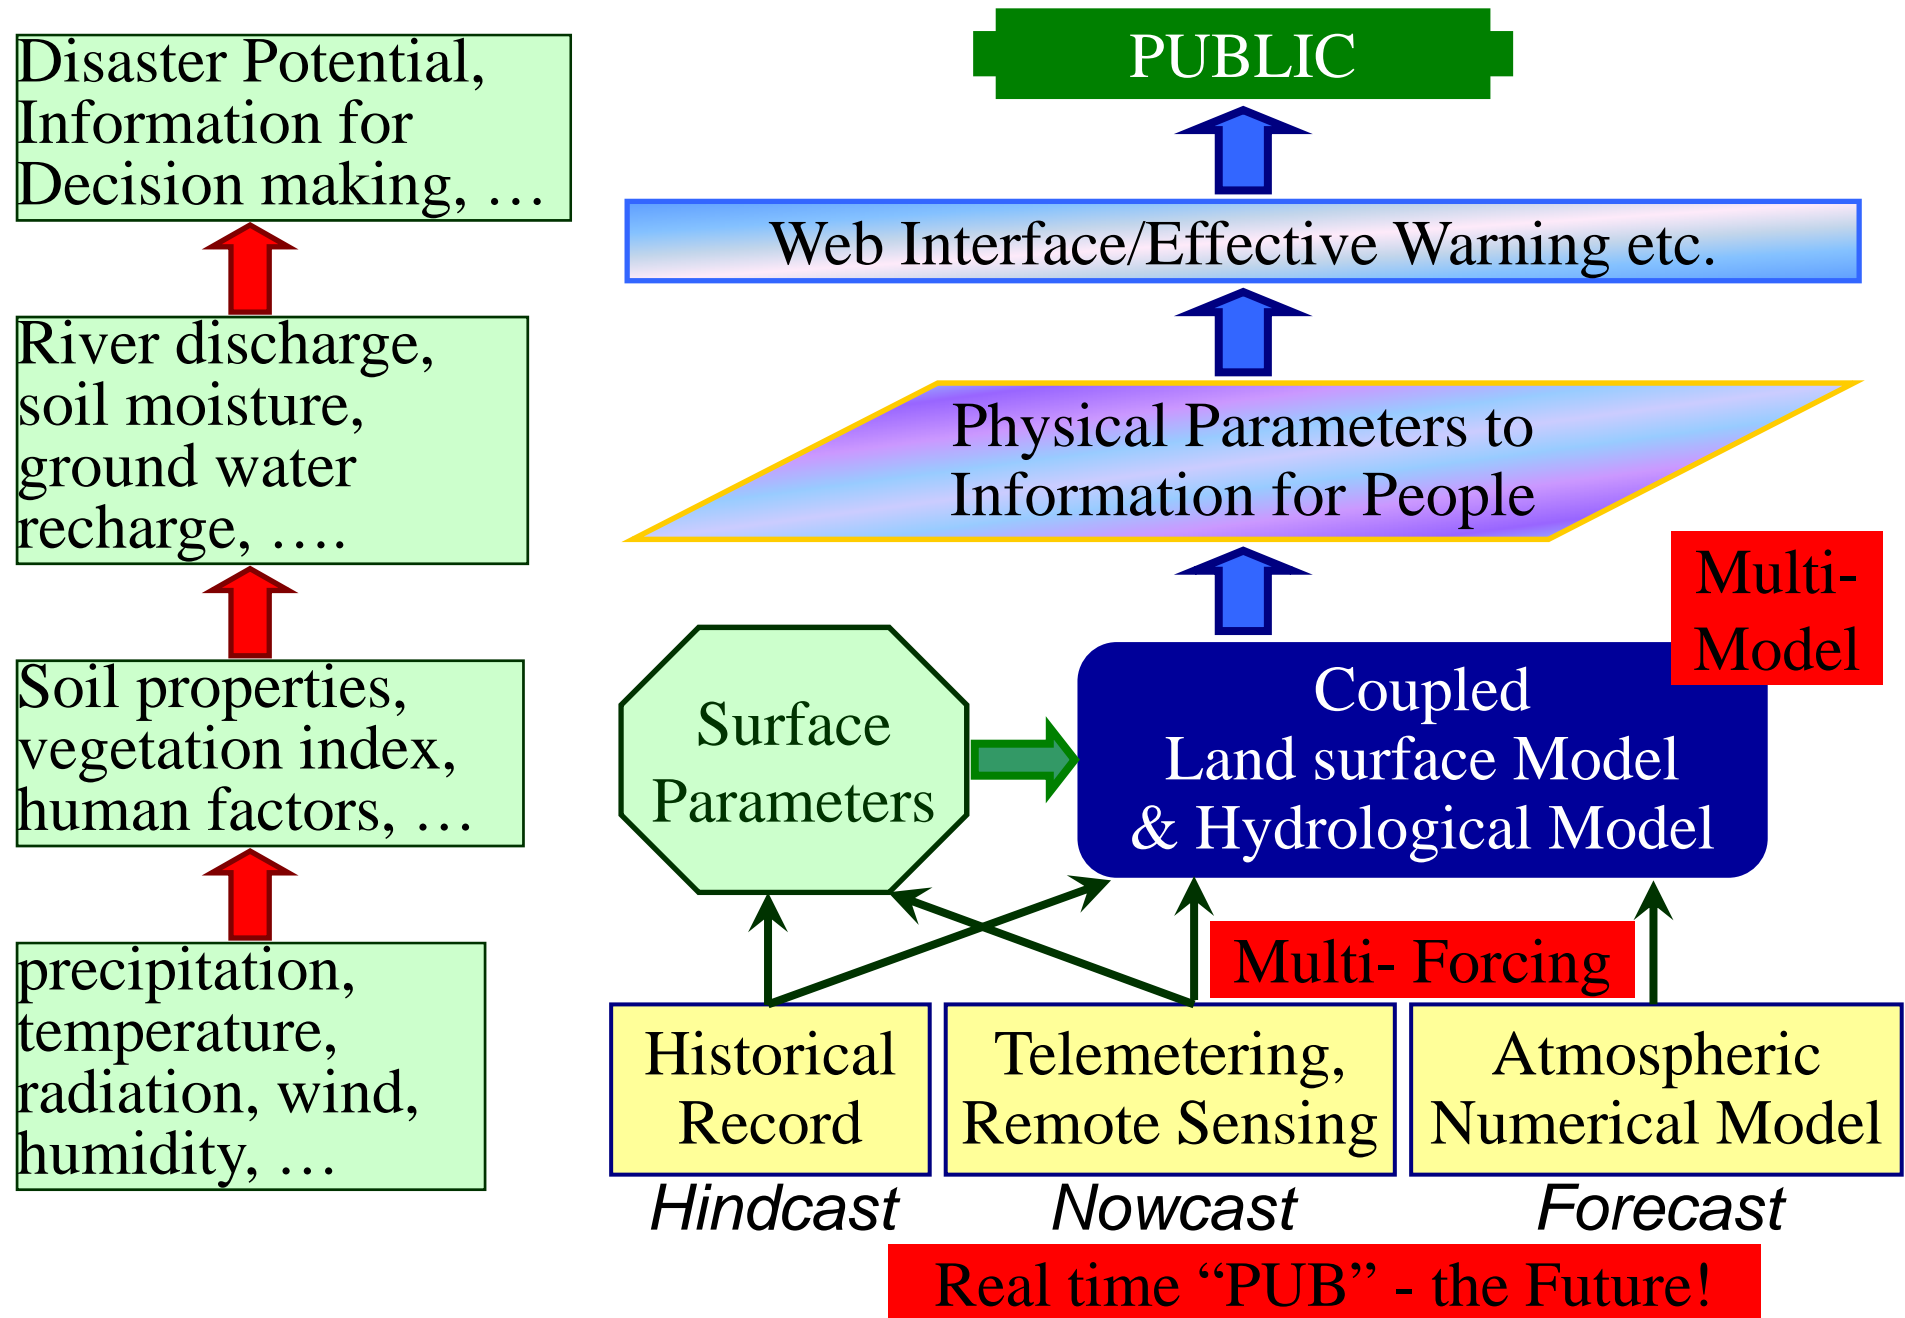 Disaster Potential,
Information for
Decision making, …
River discharge,
soil moisture,
ground water
recharge, ….
Soil properties,
vegetation index,
human factors, …
precipitation,
temperature,
radiation, wind,
humidity, …
PUBLIC
Web Interface/Effective Warning etc.
Physical Parameters to
Information for People
Multi-
Model
Surface
Parameters
Coupled
Land surface Model
& Hydrological Model
Multi- Forcing
Historical
Record
Telemetering,
Remote Sensing
Atmospheric
Numerical Model
Hindcast
Nowcast
Forecast
Real time “PUB” - the Future!